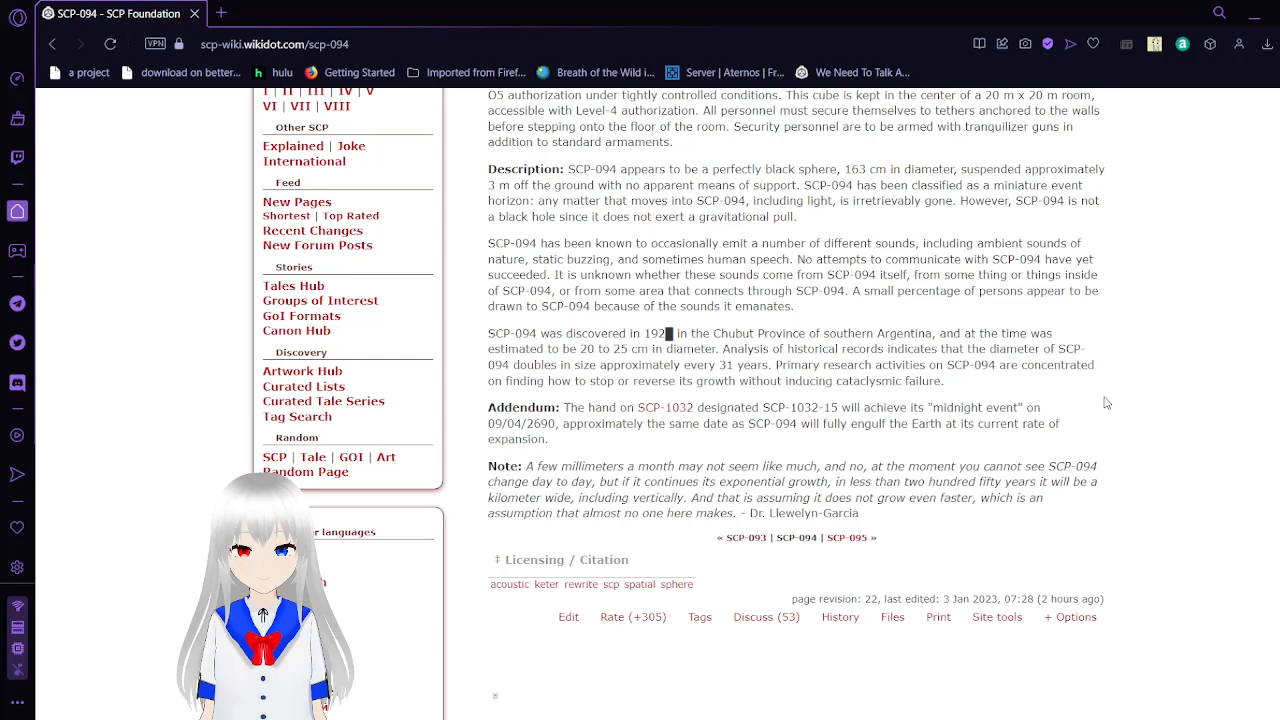 SCP-094 - SCP Foundation
VPN scp-wiki.wikidot.com/scp-094
a project download on better... hulu Getting Started Imported from Firef... Breath of the Wild i... Server | Aternos | Fr... We Need To Talk A...
I | II | III | IV | V
VI | VII | VIII
Other SCP
Explained | Joke
International
Feed
New Pages
Shortest | Top Rated
Recent Changes
New Forum Posts
Stories
Tales Hub
Groups of Interest
GoI Formats
Canon Hub
Discovery
Artwork Hub
Curated Lists
Curated Tale Series
Tag Search
Random
SCP | Tale | GOI | Art
Random Page
languages
O5 authorization under tightly controlled conditions. This cube is kept in the center of a 20 m x 20 m room,
accessible with Level-4 authorization. All personnel must secure themselves to tethers anchored to the walls
before stepping onto the floor of the room. Security personnel are to be armed with tranquilizer guns in
addition to standard armaments.
Description: SCP-094 appears to be a perfectly black sphere, 163 cm in diameter, suspended approximately
3 m off the ground with no apparent means of support. SCP-094 has been classified as a miniature event
horizon: any matter that moves into SCP-094, including light, is irretrievably gone. However, SCP-094 is not
a black hole since it does not exert a gravitational pull.
SCP-094 has been known to occasionally emit a number of different sounds, including ambient sounds of
nature, static buzzing, and sometimes human speech. No attempts to communicate with SCP-094 have yet
succeeded. It is unknown whether these sounds come from SCP-094 itself, from some thing or things inside
of SCP-094, or from some area that connects through SCP-094. A small percentage of persons appear to be
drawn to SCP-094 because of the sounds it emanates.
SCP-094 was discovered in 192█ in the Chubut Province of southern Argentina, and at the time was
estimated to be 20 to 25 cm in diameter. Analysis of historical records indicates that the diameter of SCP-
094 doubles in size approximately every 31 years. Primary research activities on SCP-094 are concentrated
on finding how to stop or reverse its growth without inducing cataclysmic failure.
Addendum: The hand on SCP-1032 designated SCP-1032-15 will achieve its "midnight event" on
09/04/2690, approximately the same date as SCP-094 will fully engulf the Earth at its current rate of
expansion.
Note: A few millimeters a month may not seem like much, and no, at the moment you cannot see SCP-094
change day to day, but if it continues its exponential growth, in less than two hundred fifty years it will be a
kilometer wide, including vertically. And that is assuming it does not grow even faster, which is an
assumption that almost no one here makes. - Dr. Llewelyn-Garcia
« SCP-093 | SCP-094 | SCP-095 »
‡ Licensing / Citation
acoustic keter rewrite scp spatial sphere
page revision: 22, last edited: 3 Jan 2023, 07:28 (2 hours ago)
Edit Rate (+305) Tags Discuss (53) History Files Print Site tools + Options